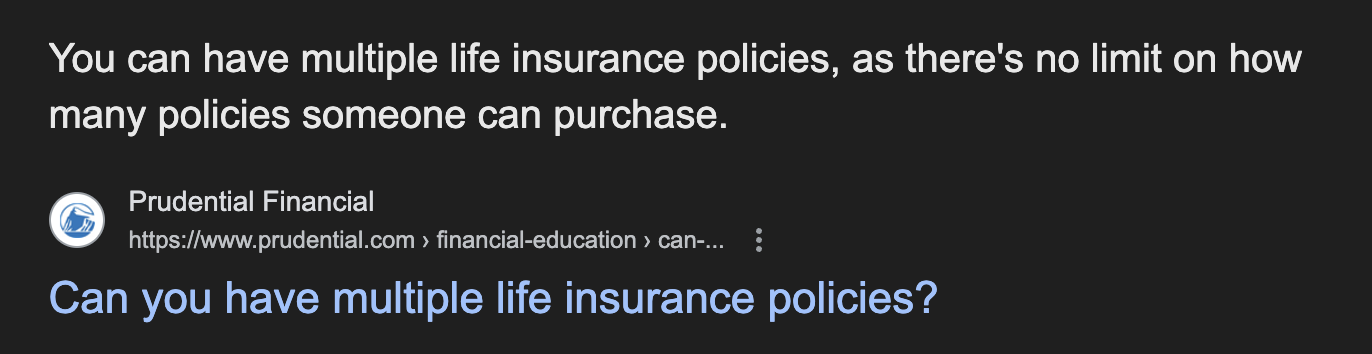 You can have multiple life insurance policies, as there's no limit on how
many policies someone can purchase.
Prudential Financial
https://www.prudential.com › financial-education › can-...
Can you have multiple life insurance policies?